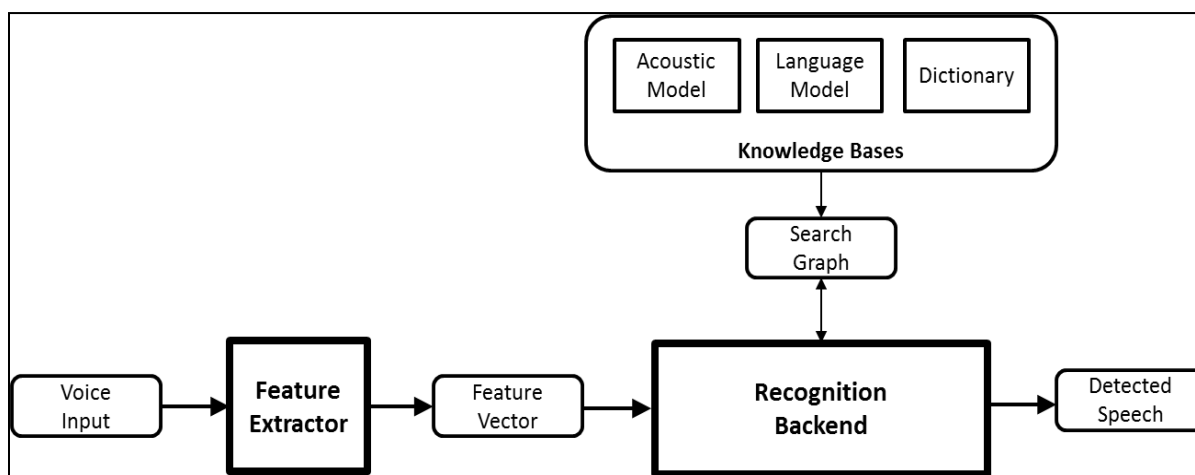 Acoustic
Model
Language
Model
Dictionary
Knowledge Bases
Search
Graph
Voice
Input
Feature
Extractor
Feature
Vector
Recognition
Backend
Detected
Speech